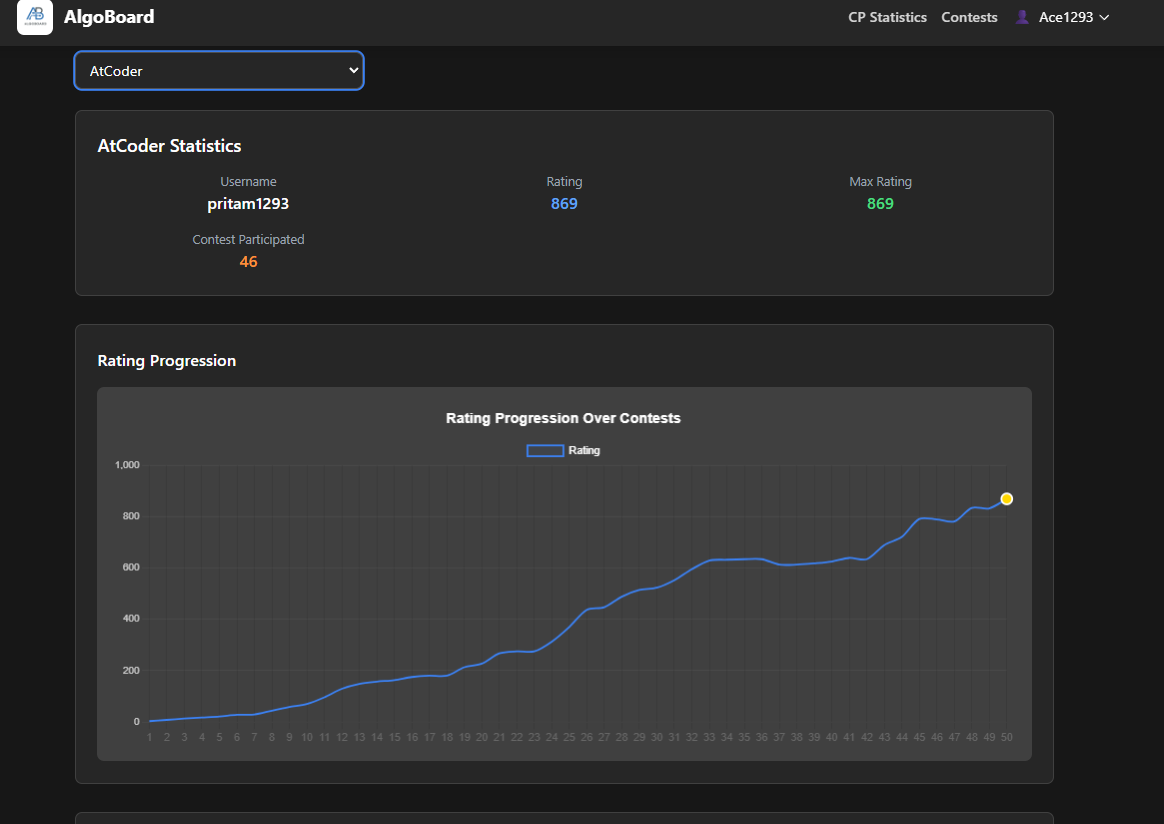 AlgoBoard
CP Statistics Contests Ace1293
AtCoder
AtCoder Statistics
Username Rating Max Rating
pritam1293 869 869
Contest Participated
46
Rating Progression
Rating Progression Over Contests
Rating
1,000
800
600
400
200
0
1 2 3 4 5 6 7 8 9 10 11 12 13 14 15 16 17 18 19 20 21 22 23 24 25 26 27 28 29 30 31 32 33 34 35 36 37 38 39 40 41 42 43 44 45 46 47 48 49 50